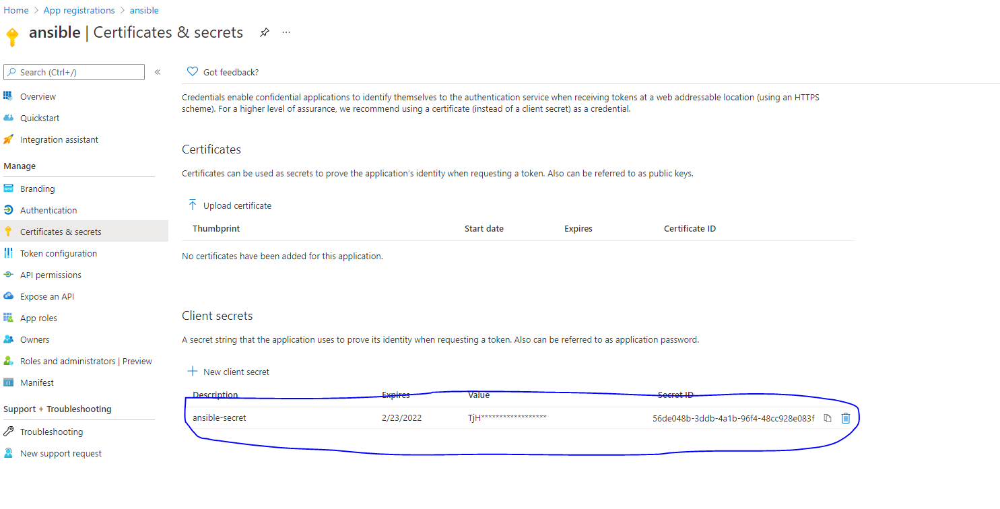 Home > App registrations > ansible
ansible | Certificates & secrets ...
Search (Ctrl+/) «
Overview
Quickstart
Integration assistant
Manage
Branding
Authentication
Certificates & secrets
Token configuration
API permissions
Expose an API
App roles
Owners
Roles and administrators | Preview
Manifest
Support + Troubleshooting
Troubleshooting
New support request
Got feedback?
Credentials enable confidential applications to identify themselves to the authentication service when receiving tokens at a web addressable location (using an HTTPS
scheme). For a higher level of assurance, we recommend using a certificate (instead of a client secret) as a credential.
Certificates
Certificates can be used as secrets to prove the application's identity when requesting a token. Also can be referred to as public keys.
Upload certificate
Thumbprint Start date Expires Certificate ID
No certificates have been added for this application.
Client secrets
A secret string that the application uses to prove its identity when requesting a token. Also can be referred to as application password.
New client secret
Description Expires Value Secret ID
ansible-secret 2/23/2022 TjH****************** 56de048b-3ddb-4a1b-96f4-48cc928e083f